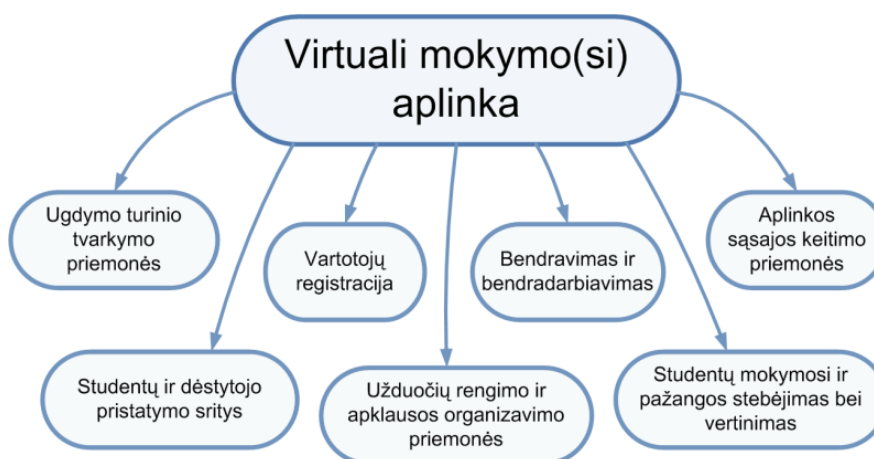 Virtuali mokymo(si)
aplinka
Ugdymo turinio
tvarkymo
priemonės
Vartotojų
registracija
Bendravimas ir
bendradarbiavimas
Aplinkos
sąsajos keitimo
priemonės
Studentų ir dėstytojo
pristatymo sritys
Užduočių rengimo ir
apklausos organizavimo
priemonės
Studentų mokymosi ir
pažangos stebėjimas bei
vertinimas